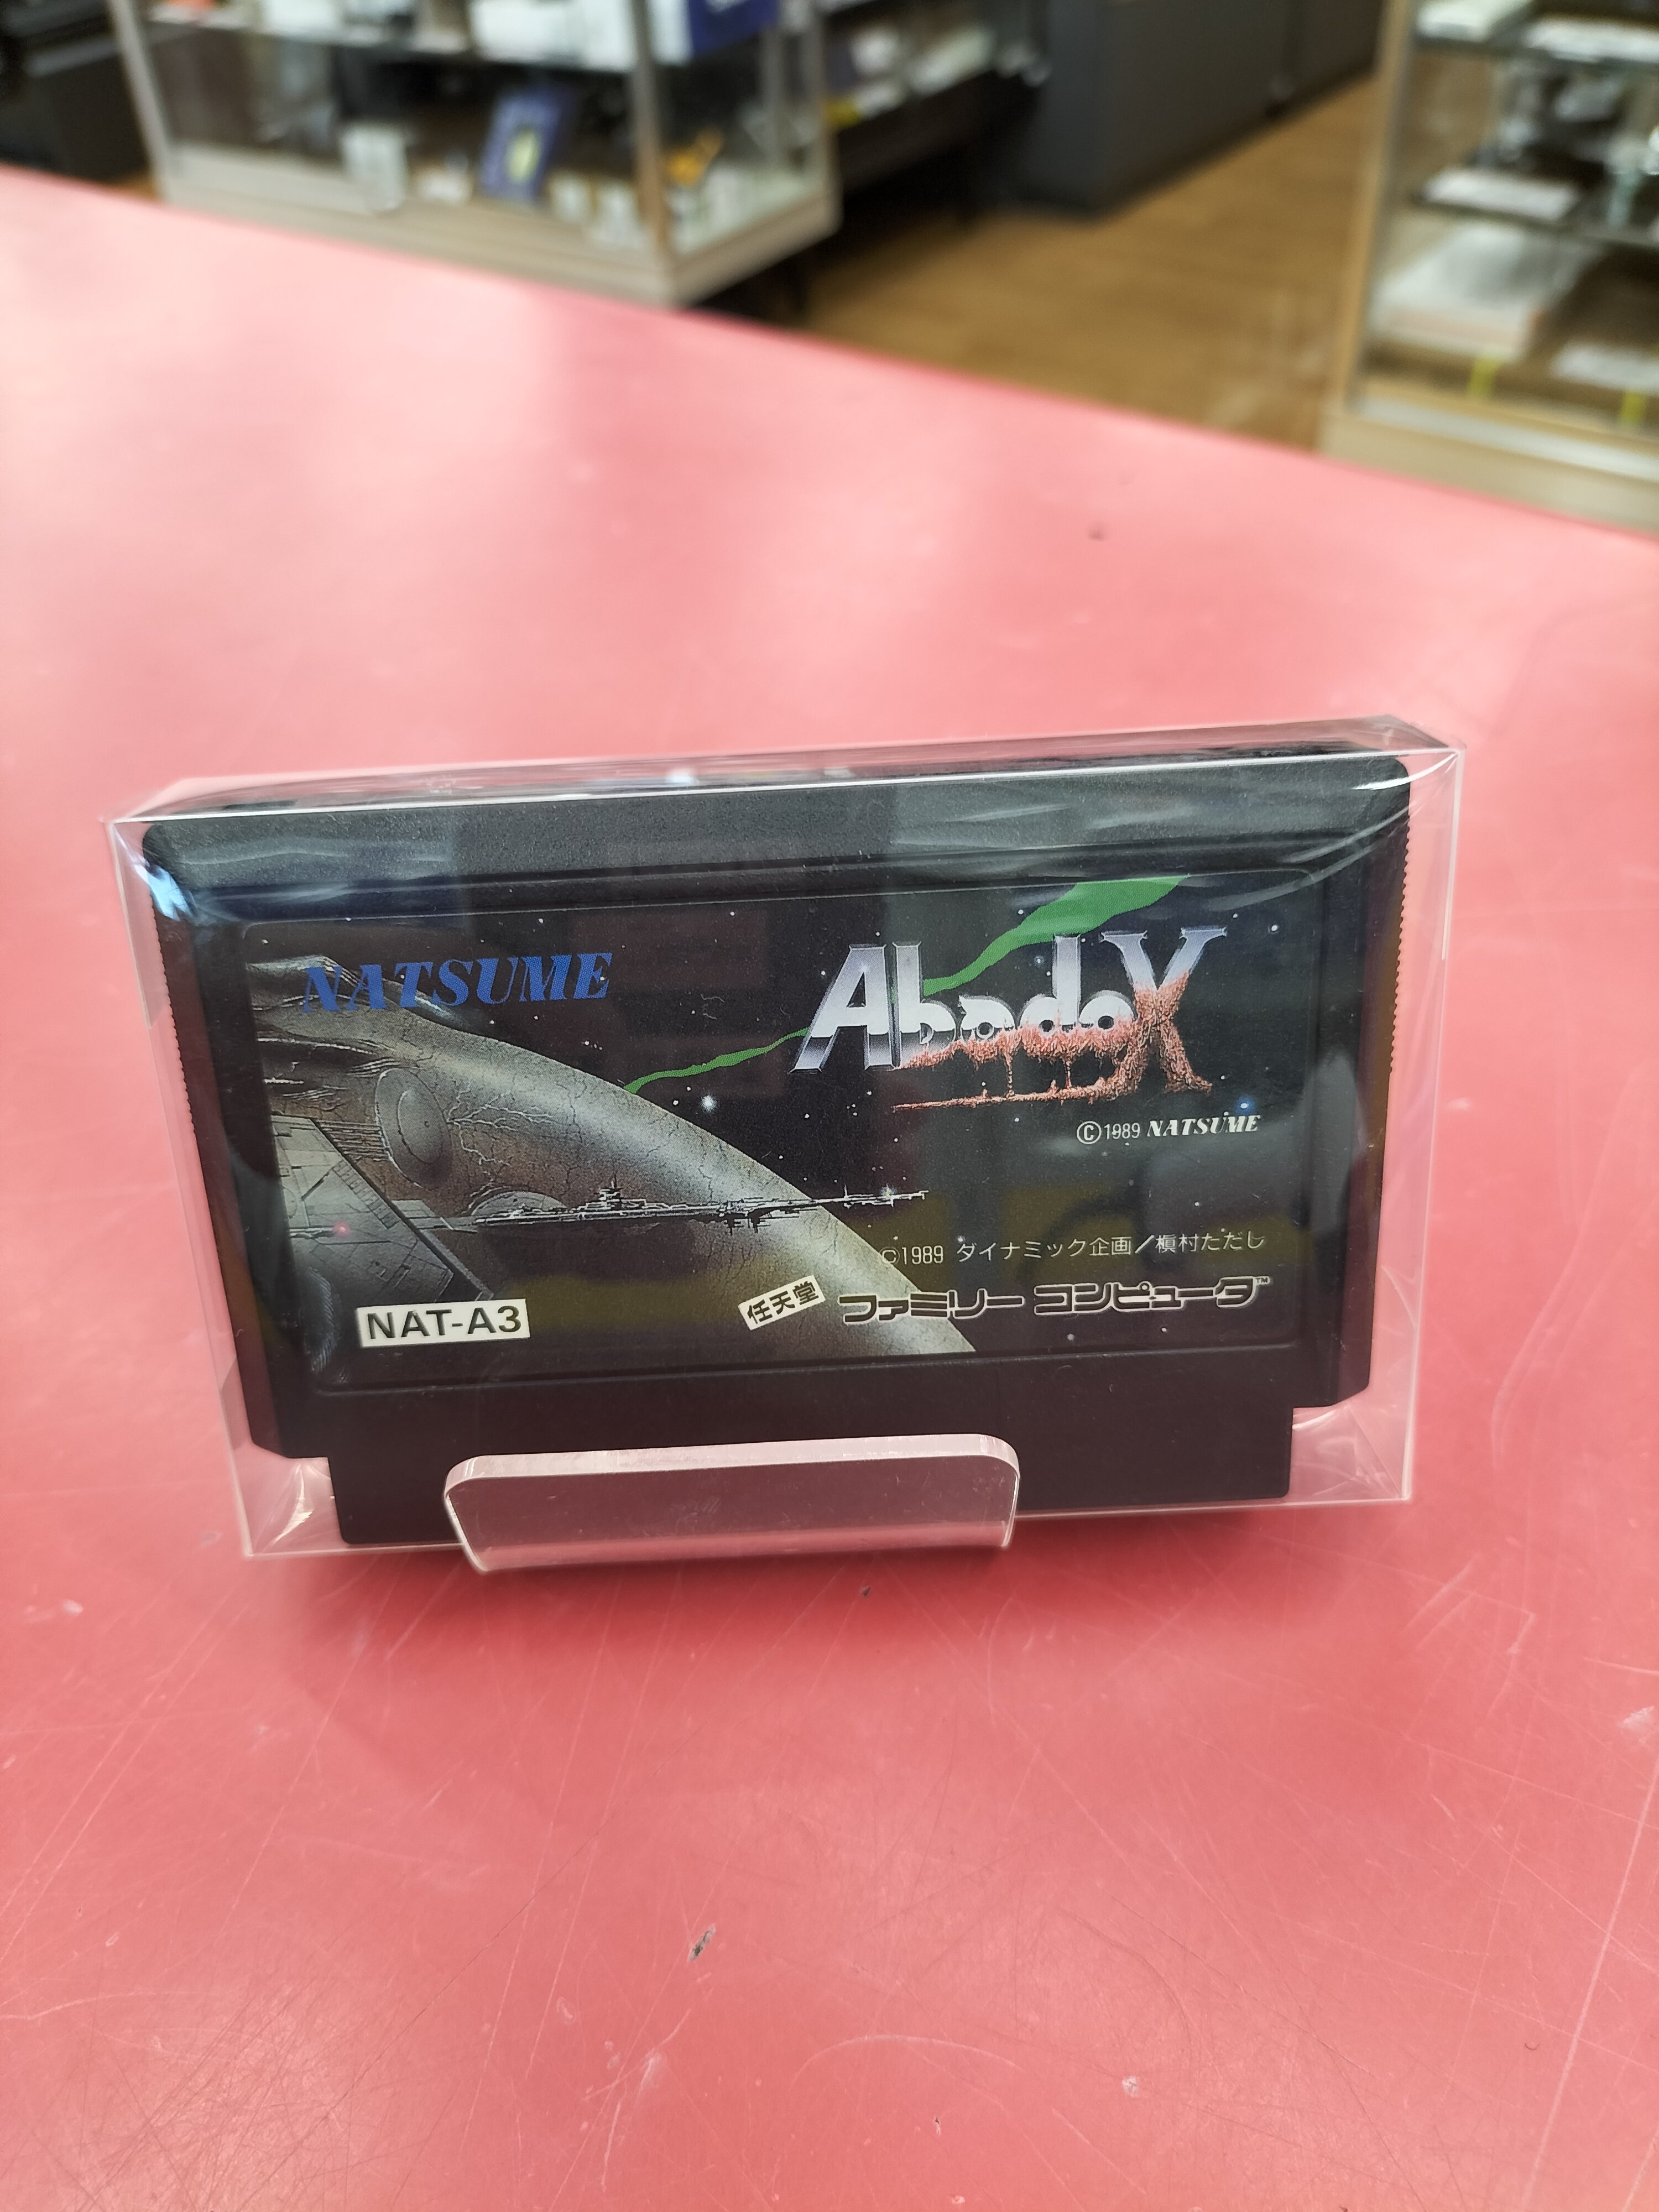 NATSUME
AbadoX
©1989 NATSUME
©1989 ダイナミック企画／槇村ただし
NAT-A3
任天堂 ファミリー コンピュータ™